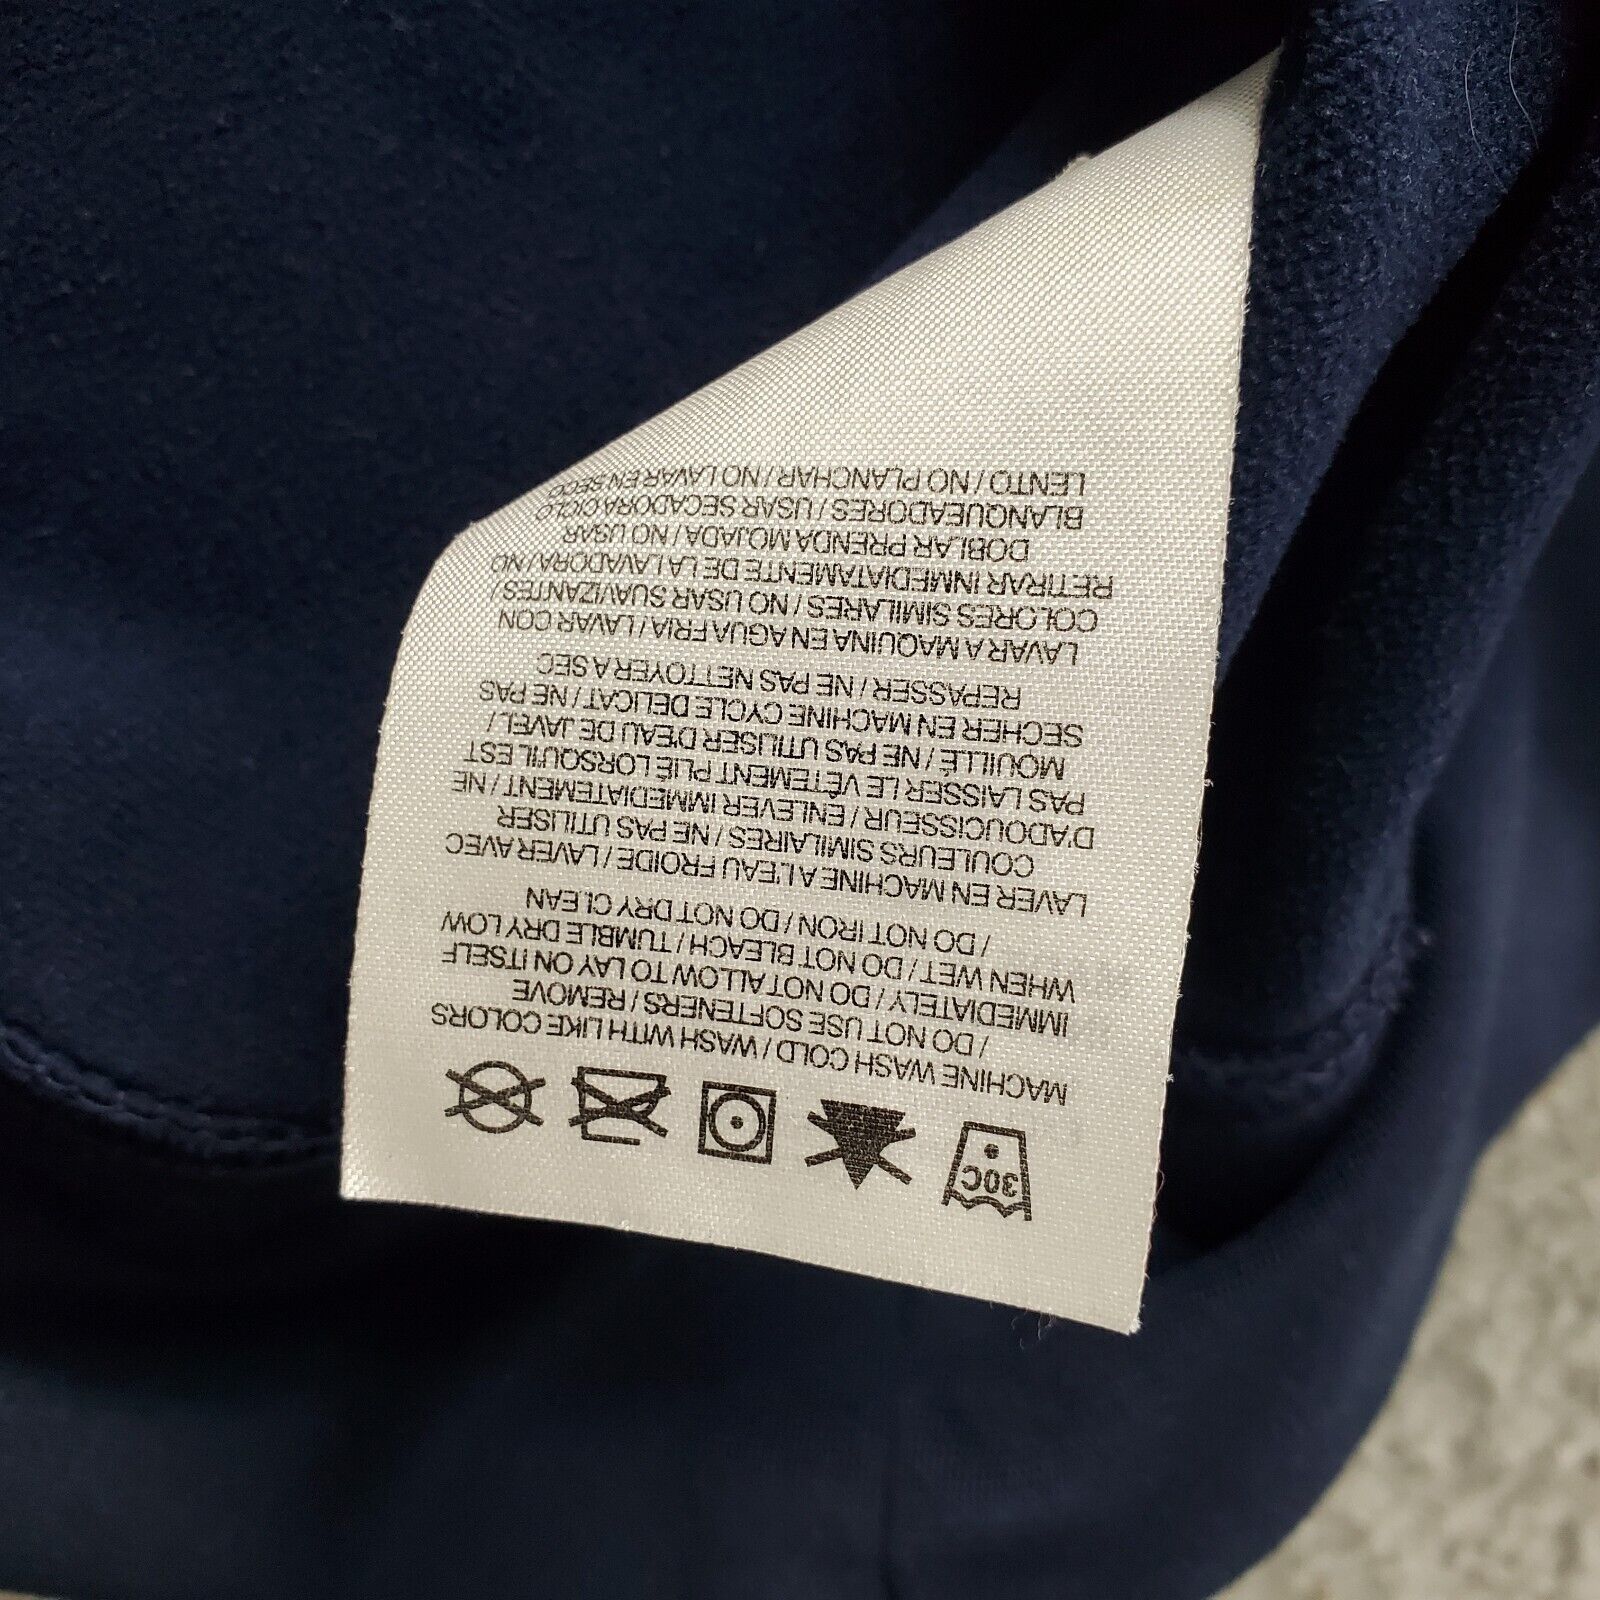 30C
MACHINE WASH COLD / WASH WITH LIKE COLORS
/ DO NOT USE SOFTENERS / REMOVE
IMMEDIATELY / DO NOT ALLOW TO LAY ON ITSELF
WHEN WET / DO NOT BLEACH / TUMBLE DRY LOW
/ DO NOT IRON / DO NOT DRY CLEAN
LAVER EN MACHINE A L'EAU FROIDE / LAVER AVEC
COULEURS SIMILAIRES / NE PAS UTILISER
D'ADOUCISSEUR / ENLEVER IMMEDIATEMENT / NE
PAS LAISSER LE VÊTEMENT PLIÉ LORSQU'IL EST
MOUILLÉ / NE PAS UTILISER D'EAU DE JAVEL /
SECHER EN MACHINE CYCLE DELICAT / NE PAS
REPASSER / NE PAS NETTOYER A SEC
LAVAR A MAQUINA EN AGUA FRIA / LAVAR CON
COLORES SIMILARES / NO USAR SUAVIZANTES /
RETIRAR INMEDIATAMENTE DE LA LAVADORA / NO
DOBLAR PRENDA MOJADA / NO USAR
BLANQUEADORES / USAR SECADORA CICLO
LENTO / NO PLANCHAR / NO LAVAR EN SECO